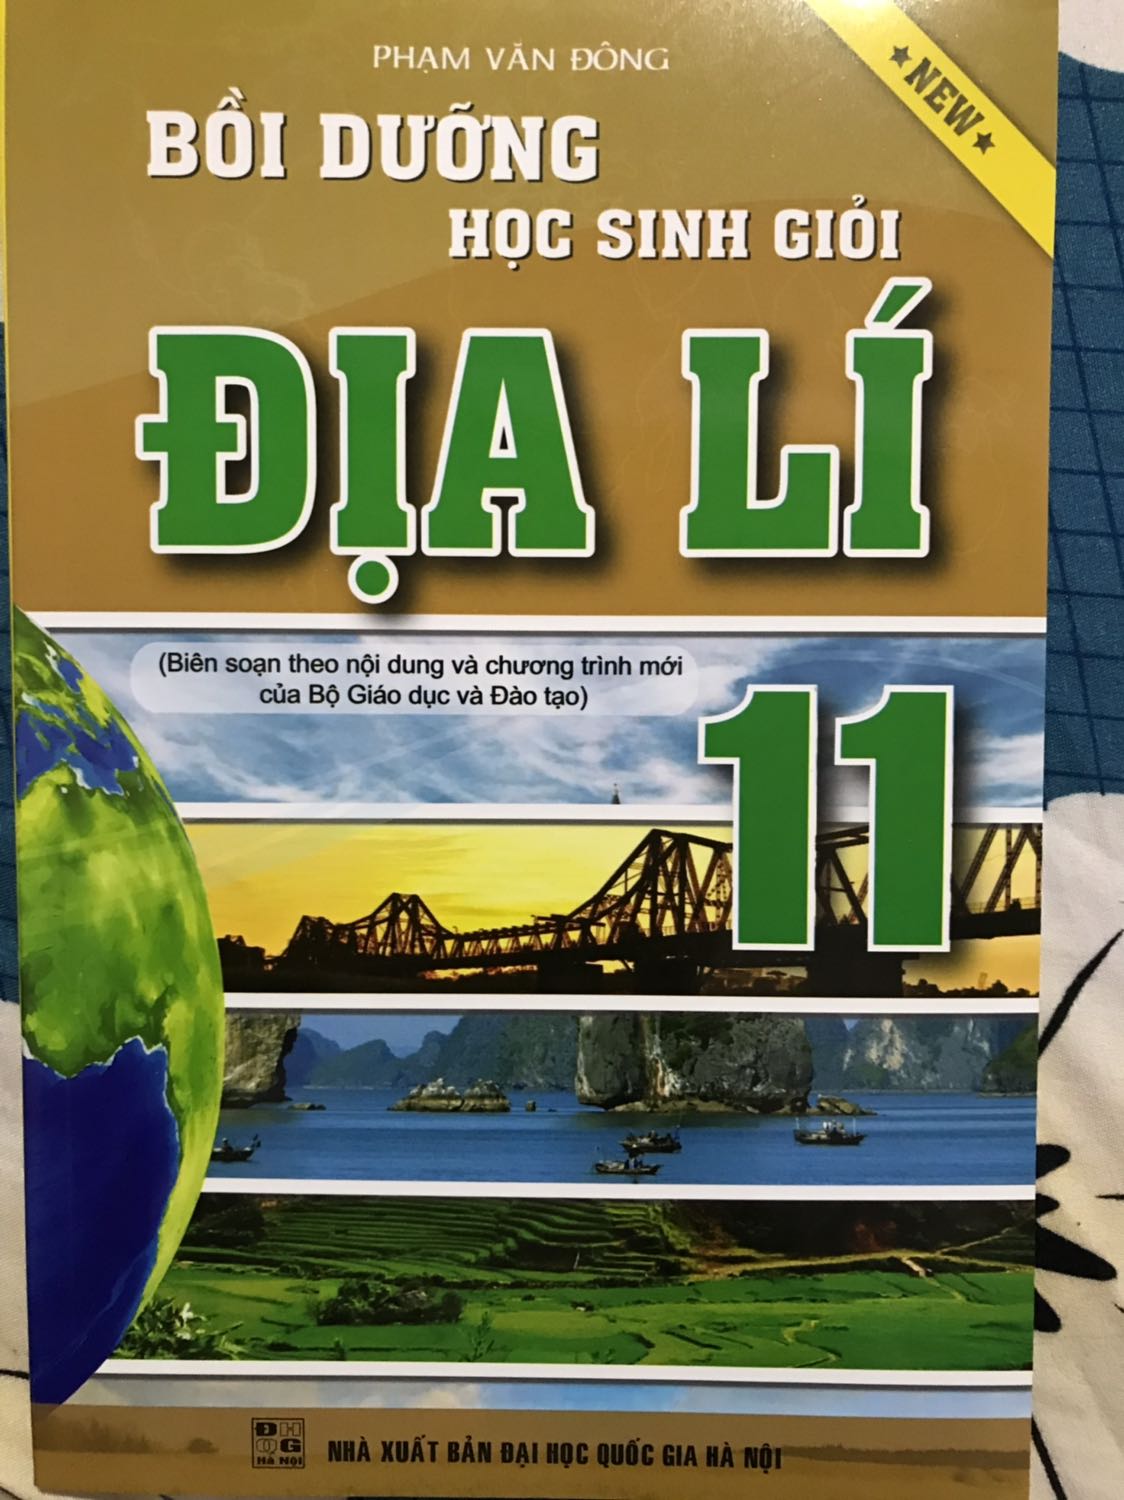 PHẠM VĂN ĐÔNG
★ NEW ★
BỒI DƯỠNG
HỌC SINH GIỎI
ĐỊA LÍ
(Biên soạn theo nội dung và chương trình mới
của Bộ Giáo dục và Đào tạo)
11
ĐH
QG
HÀ NỘI
NHÀ XUẤT BẢN ĐẠI HỌC QUỐC GIA HÀ NỘI